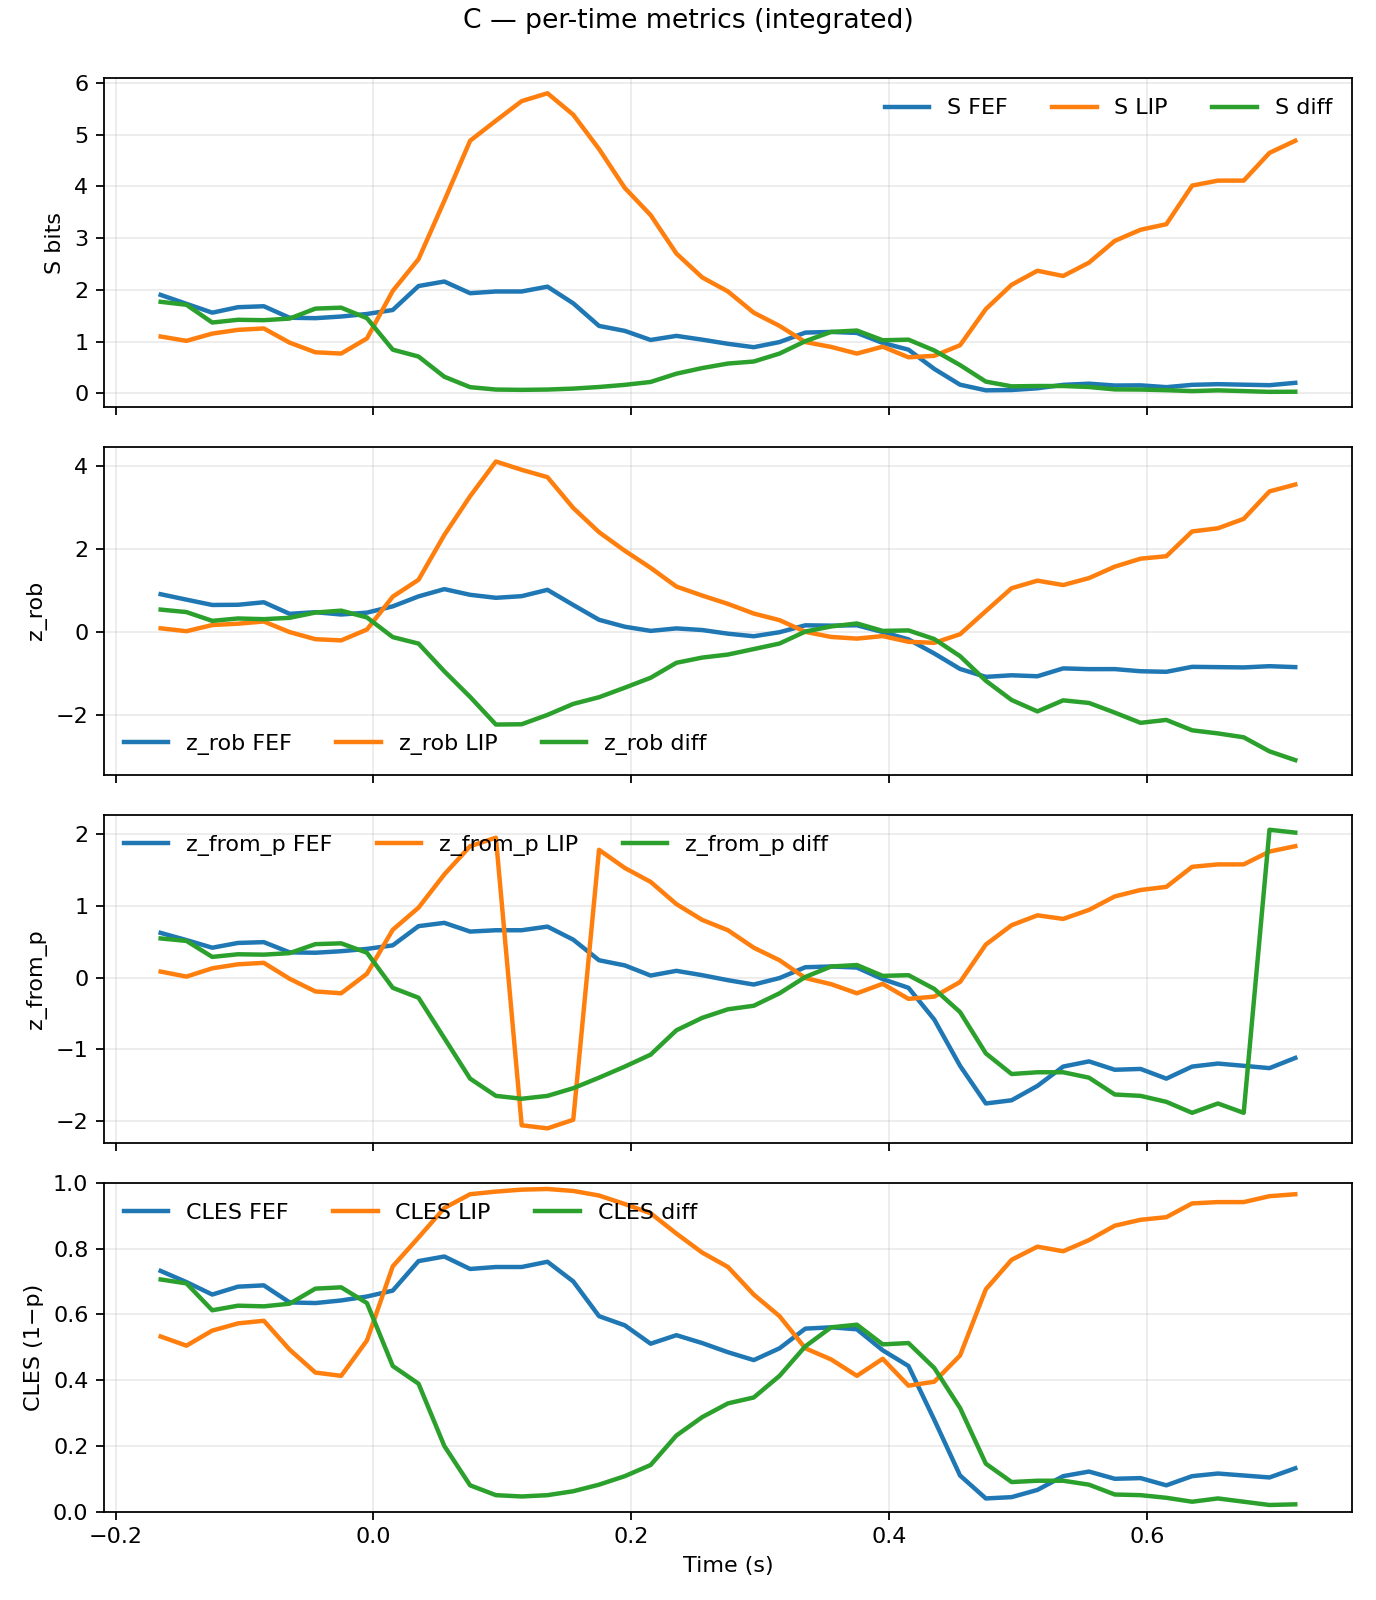 C — per-time metrics (integrated)
6
5
4
3
2
1
0
S bits
S FEF S LIP S diff
4
2
0
−2
z_rob
z_rob FEF z_rob LIP z_rob diff
2
1
0
−1
−2
z_from_p
z_from_p FEF z_from_p LIP z_from_p diff
1.0
0.8
0.6
0.4
0.2
0.0
CLES (1−p)
CLES FEF CLES LIP CLES diff
−0.2 0.0 0.2 0.4 0.6
Time (s)